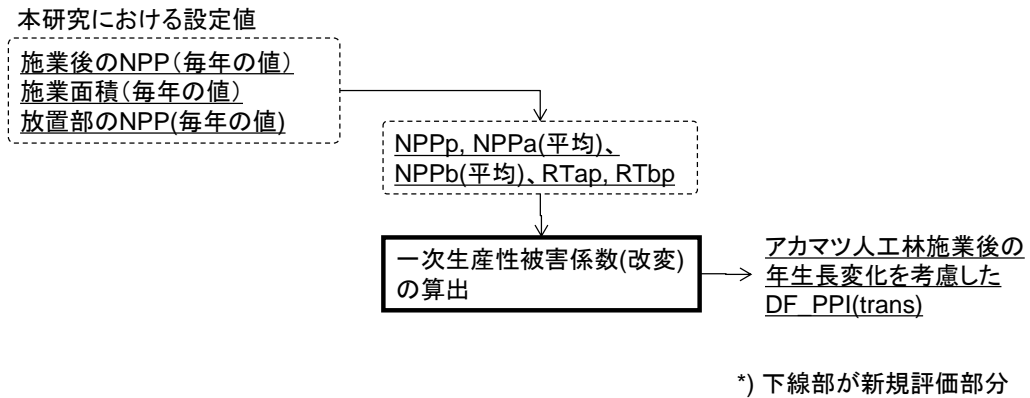 本研究における設定値
施業後のNPP(毎年の値)
施業面積(毎年の値)
放置部のNPP(毎年の値)
NPPp, NPPa(平均)、
NPPb(平均)、RTap, RTbp
一次生産性被害係数(改変)
の算出
アカマツ人工林施業後の
年生長変化を考慮した
DF_PPI(trans)
*) 下線部が新規評価部分